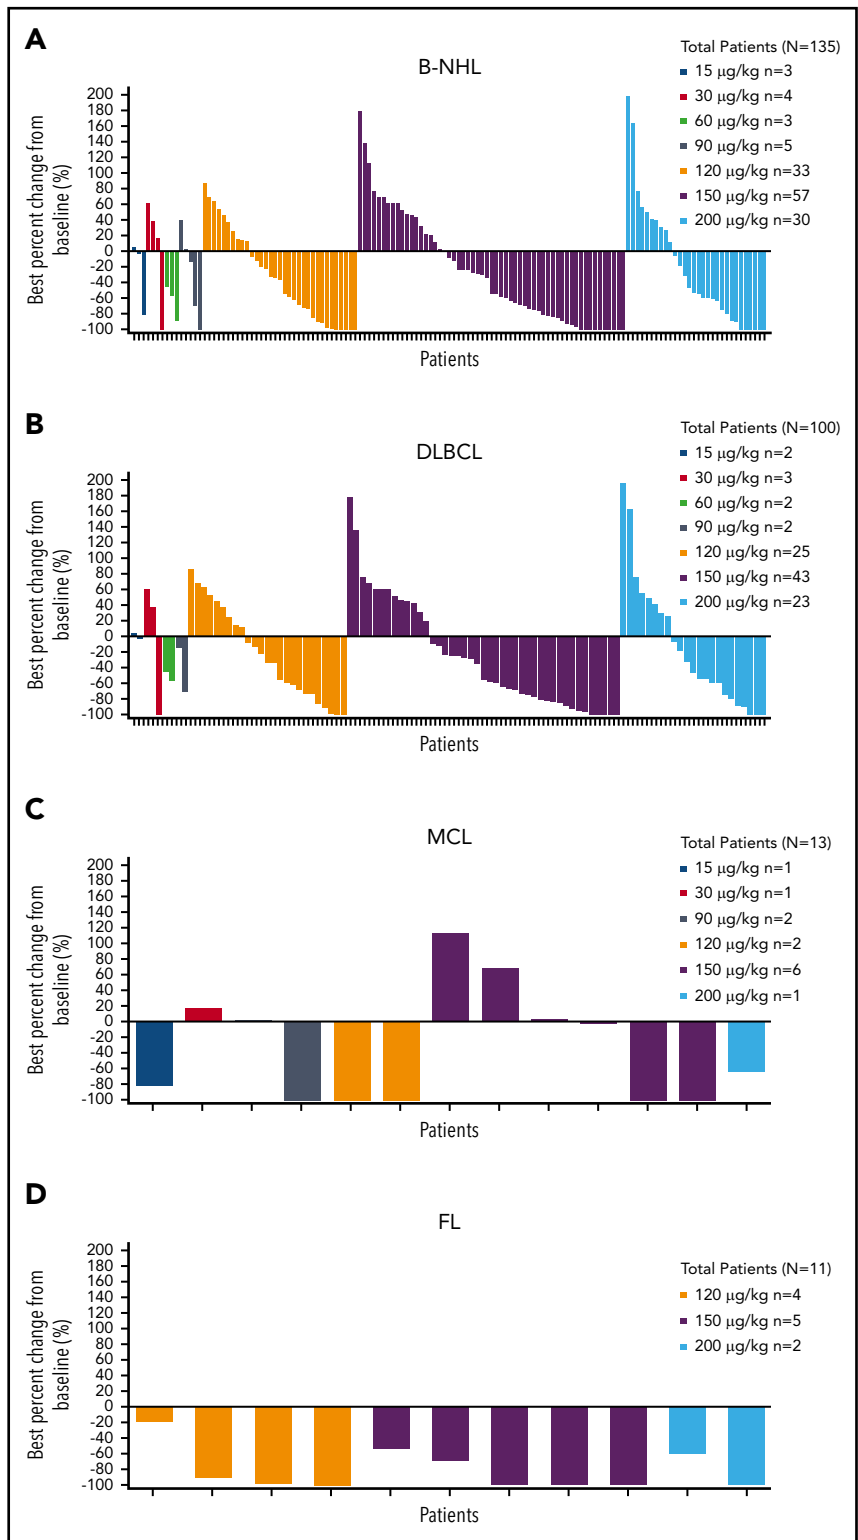 A
B-NHL
Total Patients (N=135)
15 μg/kg n=3
30 μg/kg n=4
60 μg/kg n=3
90 μg/kg n=5
120 μg/kg n=33
150 μg/kg n=57
200 μg/kg n=30
Best percent change from
baseline (%)
200
180
160
140
120
100
80
60
40
20
0
-20
-40
-60
-80
-100
Patients
B
DLBCL
Total Patients (N=100)
15 μg/kg n=2
30 μg/kg n=3
60 μg/kg n=2
90 μg/kg n=2
120 μg/kg n=25
150 μg/kg n=43
200 μg/kg n=23
Best percent change from
baseline (%)
200
180
160
140
120
100
80
60
40
20
0
-20
-40
-60
-80
-100
Patients
C
MCL
Total Patients (N=13)
15 μg/kg n=1
30 μg/kg n=1
90 μg/kg n=2
120 μg/kg n=2
150 μg/kg n=6
200 μg/kg n=1
Best percent change from
baseline (%)
200
180
160
140
120
100
80
60
40
20
0
-20
-40
-60
-80
-100
Patients
D
FL
Total Patients (N=11)
120 μg/kg n=4
150 μg/kg n=5
200 μg/kg n=2
Best percent change from
baseline (%)
200
180
160
140
120
100
80
60
40
20
0
-20
-40
-60
-80
-100
Patients